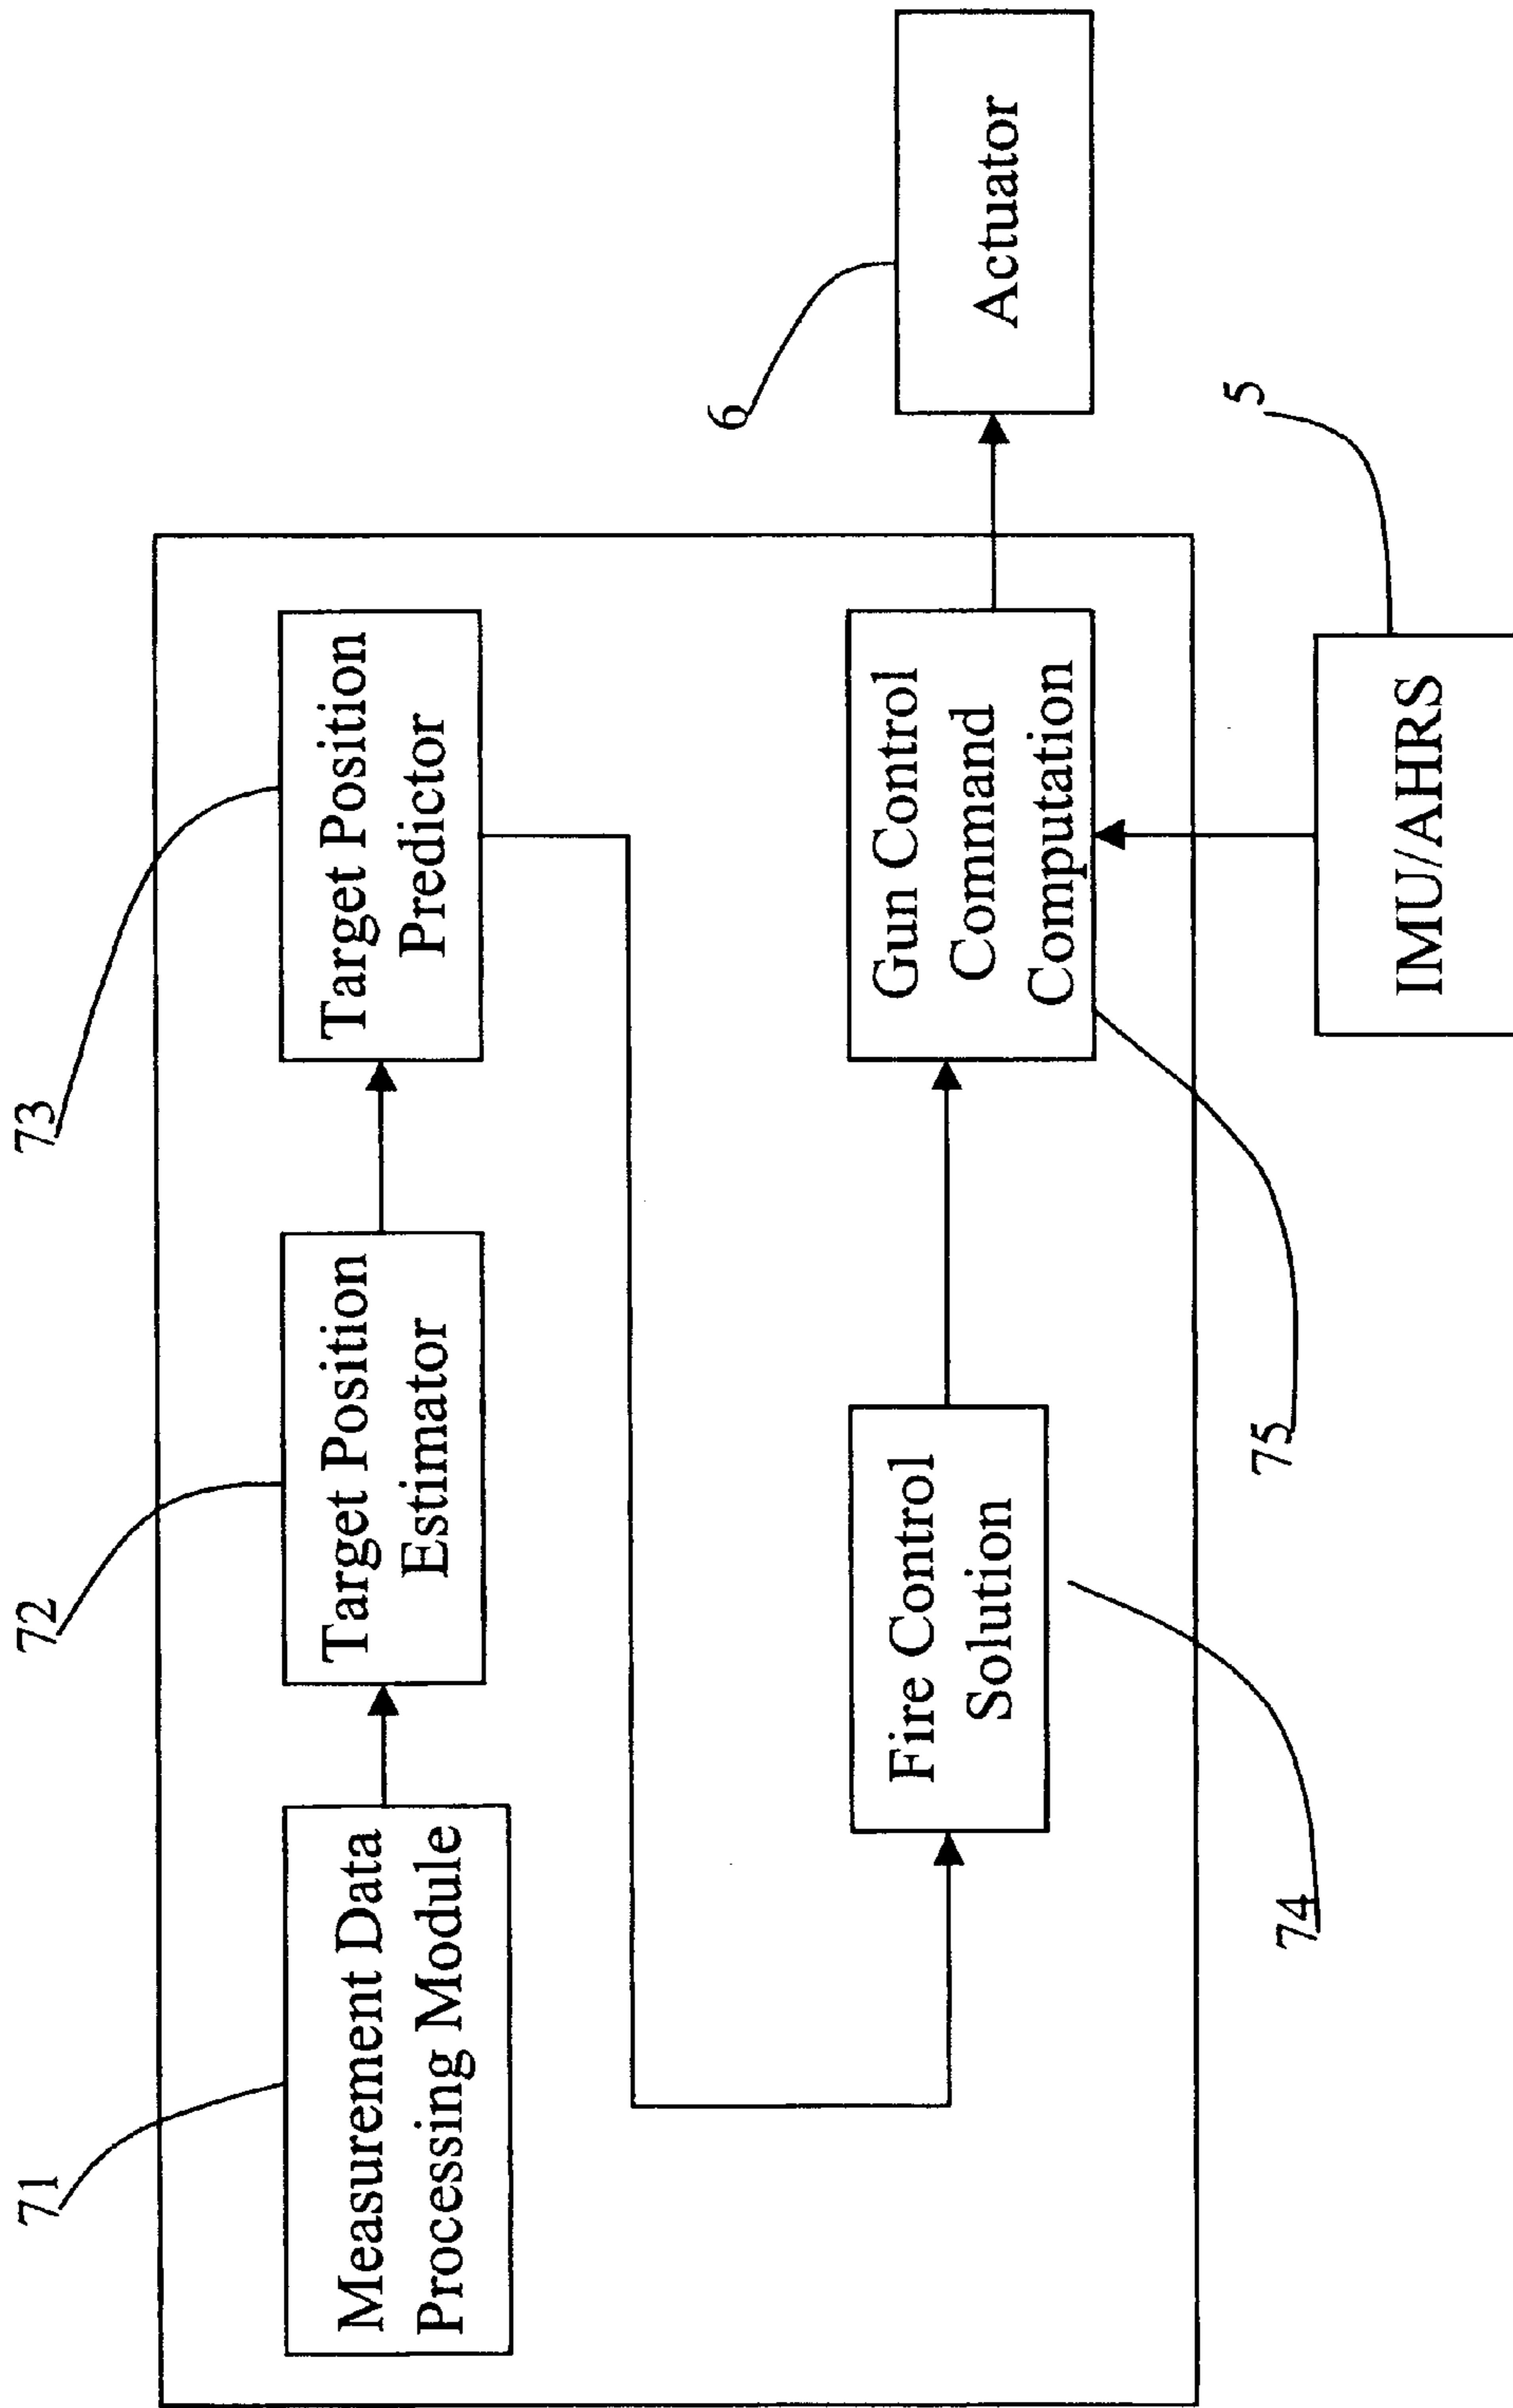 71
Measurement Data
Processing Module
72
Target Position
Estimator
73
Target Position
Predictor
74
Fire Control
Solution
75
Gun Control
Command
Computation
6
Actuator
5
IMU/AHRS